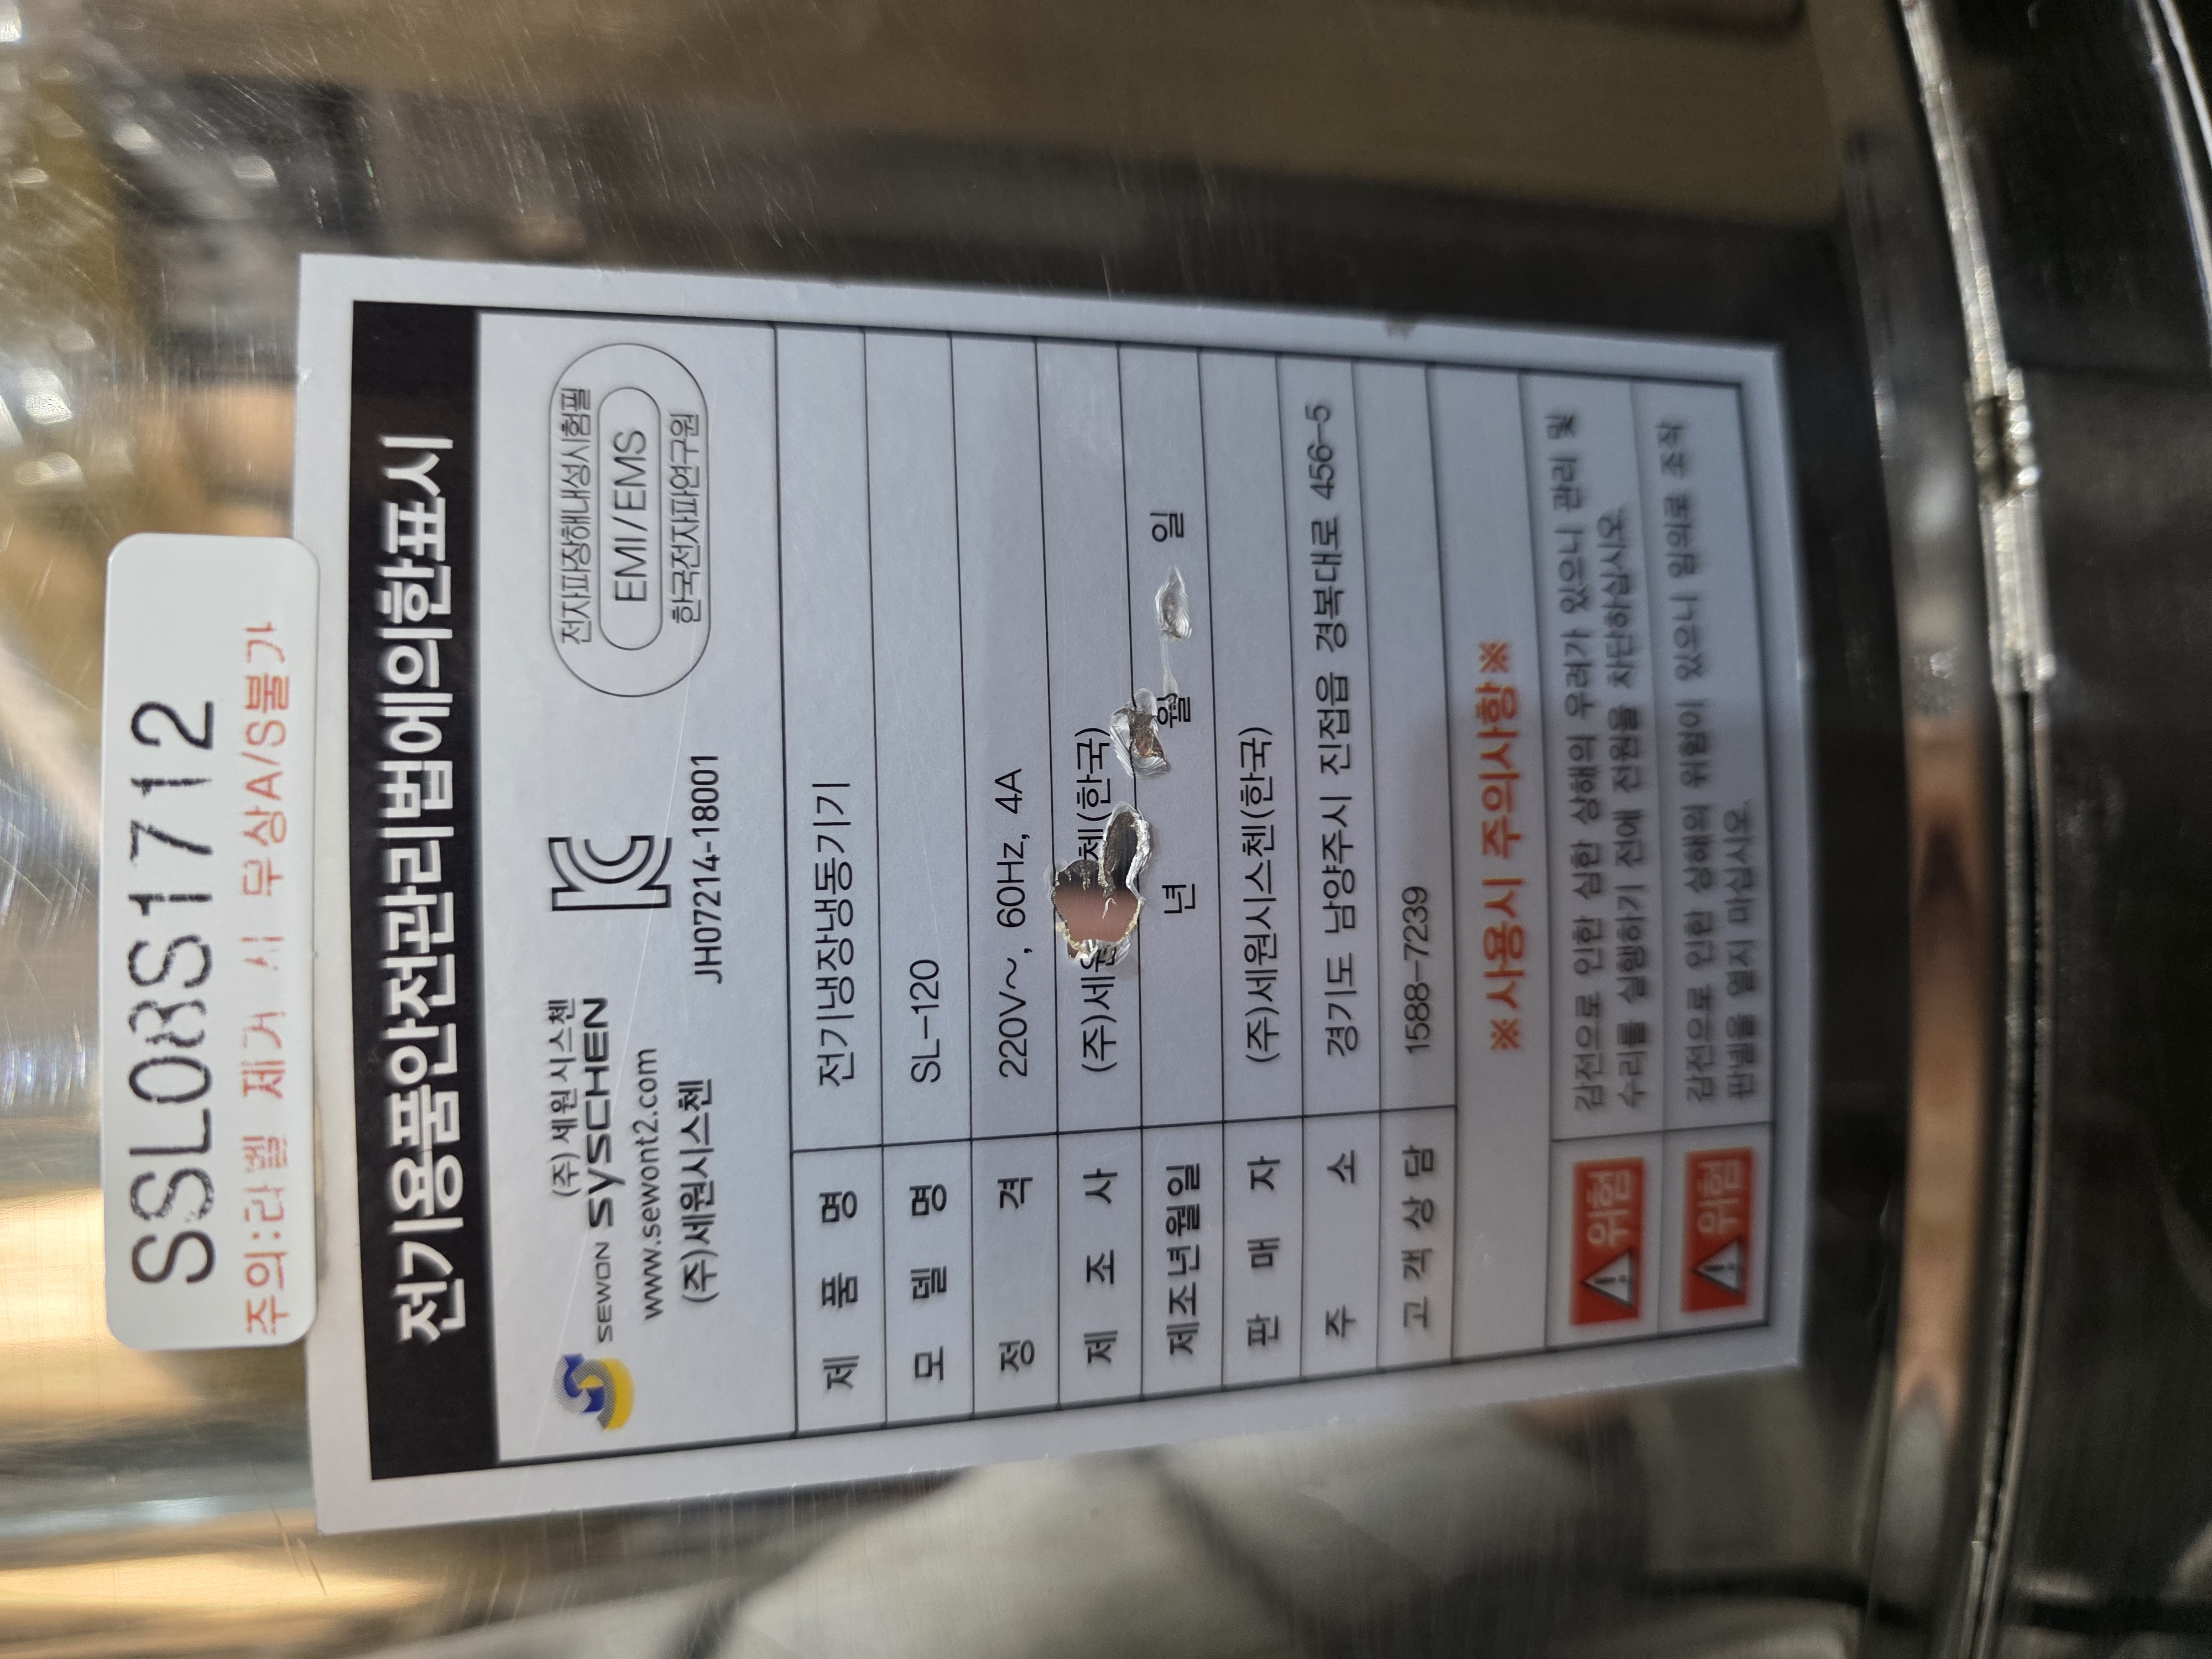 SSL08S1712
주의:라벨 제거 시 무상A/S불가
전기용품안전관리법에의한표시
(주)세원시스첸
SEWON SYSCHEN
www.sewont2.com
(주)세원시스첸
JH07214-18001
전자파장해내성시험필
EMI/EMS
한국전자파연구원
제품명 전기냉장냉동기기
모델명 SL-120
정격 220V~, 60Hz, 4A
제조사 (주)세원 첸(한국)
제조년월일 년 월 일
판매자 (주)세원시스첸(한국)
주소 경기도 남양주시 진접읍 경복대로 456-5
고객상담 1588-7239
※사용시 주의사항※
위험 감전으로 인한 심한 상해의 우려가 있으니 관리 및
수리를 실행하기 전에 전원을 차단하십시오.
위험 감전으로 인한 상해의 위험이 있으니 임의로 조작
판넬을 열지 마십시오.